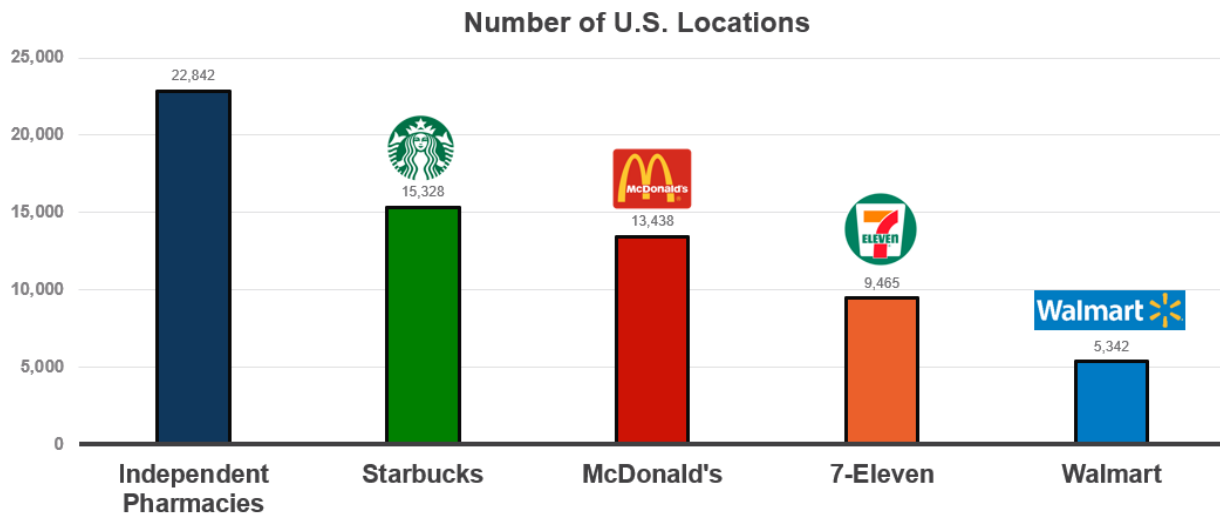 Number of U.S. Locations
25,000
20,000
15,000
10,000
5,000
0
22,842
15,328
McDonald's
13,438
7
ELEVEN
9,465
Walmart
5,342
Independent
Pharmacies
Starbucks
McDonald's
7-Eleven
Walmart